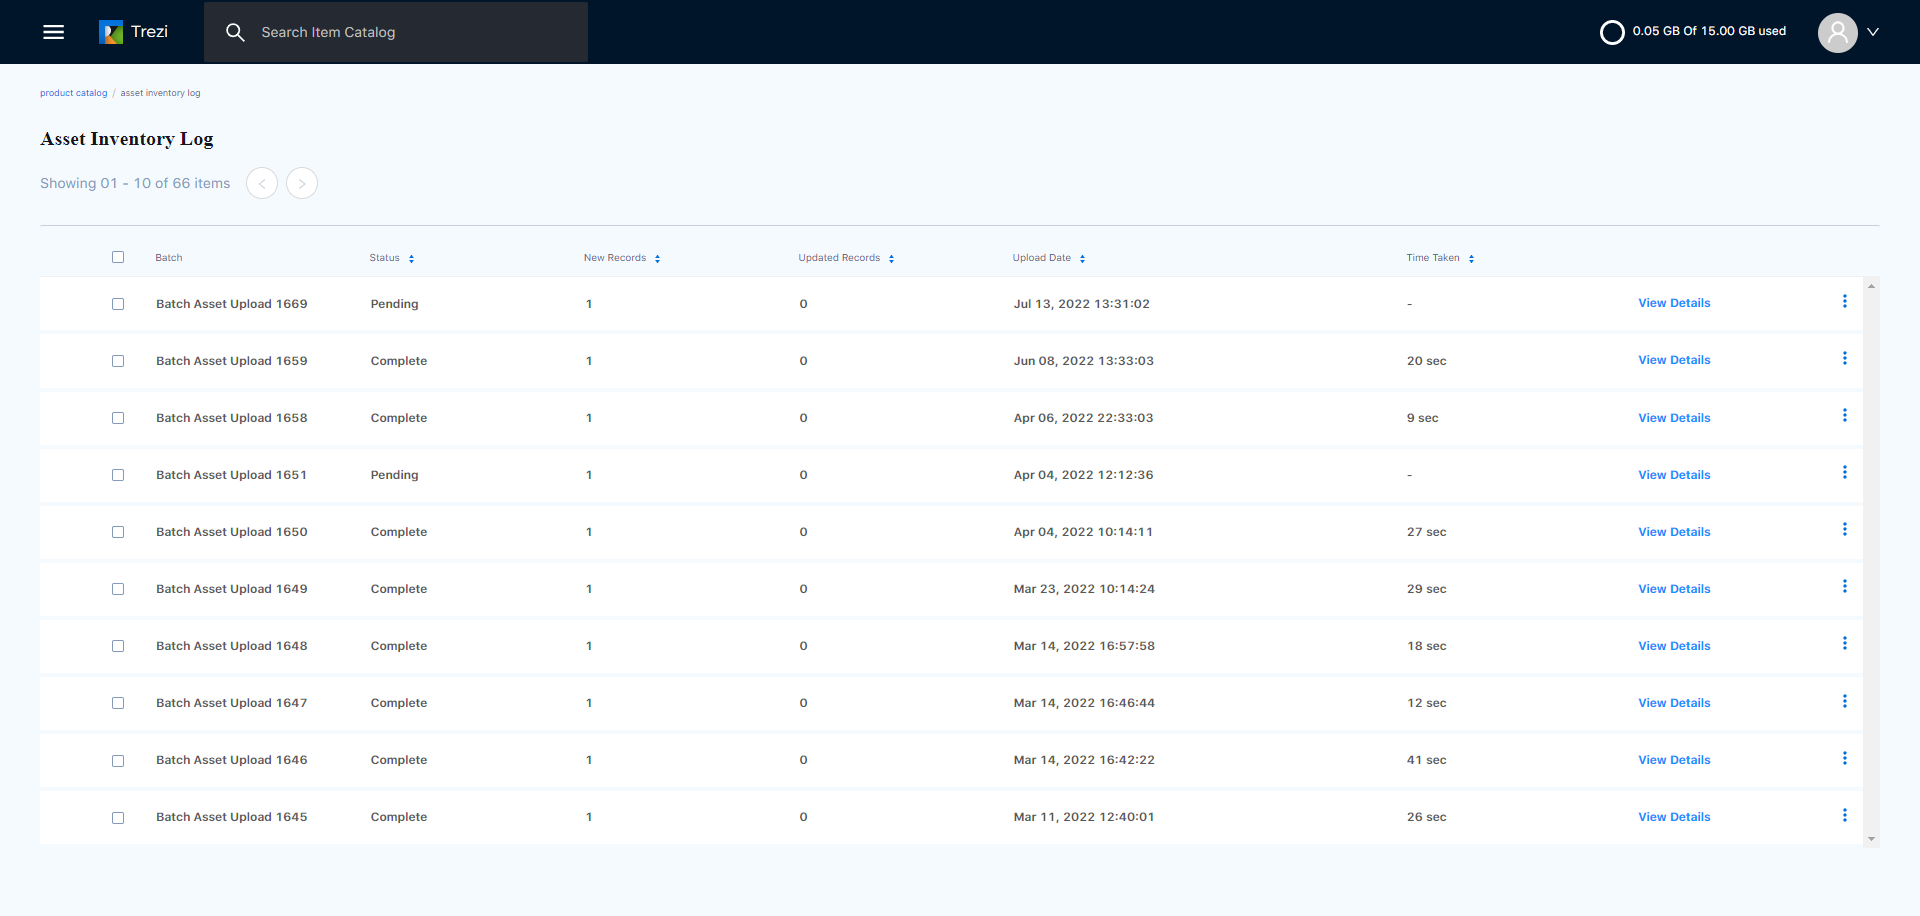 Trezi
Search Item Catalog
0.05 GB Of 15.00 GB used
product catalog / asset inventory log
Asset Inventory Log
Showing 01 - 10 of 66 items < >
Batch Status New Records Updated Records Upload Date Time Taken
Batch Asset Upload 1669 Pending 1 0 Jul 13, 2022 13:31:02 - View Details
Batch Asset Upload 1659 Complete 1 0 Jun 08, 2022 13:33:03 20 sec View Details
Batch Asset Upload 1658 Complete 1 0 Apr 06, 2022 22:33:03 9 sec View Details
Batch Asset Upload 1651 Pending 1 0 Apr 04, 2022 12:12:36 - View Details
Batch Asset Upload 1650 Complete 1 0 Apr 04, 2022 10:14:11 27 sec View Details
Batch Asset Upload 1649 Complete 1 0 Mar 23, 2022 10:14:24 29 sec View Details
Batch Asset Upload 1648 Complete 1 0 Mar 14, 2022 16:57:58 18 sec View Details
Batch Asset Upload 1647 Complete 1 0 Mar 14, 2022 16:46:44 12 sec View Details
Batch Asset Upload 1646 Complete 1 0 Mar 14, 2022 16:42:22 41 sec View Details
Batch Asset Upload 1645 Complete 1 0 Mar 11, 2022 12:40:01 26 sec View Details